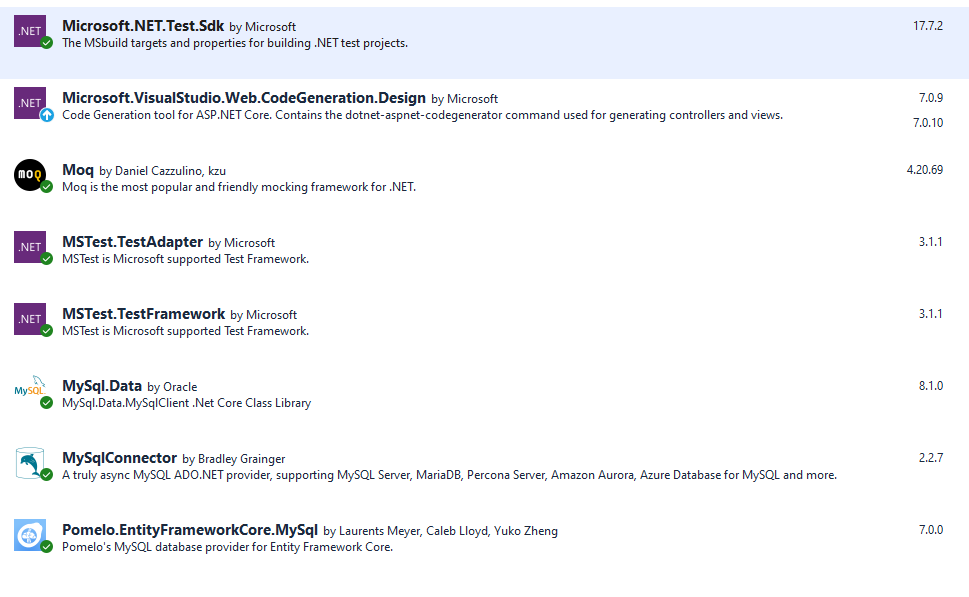 .NET
Microsoft.NET.Test.Sdk by Microsoft 17.7.2
The MSbuild targets and properties for building .NET test projects.
.NET
Microsoft.VisualStudio.Web.CodeGeneration.Design by Microsoft 7.0.9
Code Generation tool for ASP.NET Core. Contains the dotnet-aspnet-codegenerator command used for generating controllers and views. 7.0.10
moq
Moq by Daniel Cazzulino, kzu 4.20.69
Moq is the most popular and friendly mocking framework for .NET.
.NET
MSTest.TestAdapter by Microsoft 3.1.1
MSTest is Microsoft supported Test Framework.
.NET
MSTest.TestFramework by Microsoft 3.1.1
MSTest is Microsoft supported Test Framework.
MySQL
MySql.Data by Oracle 8.1.0
MySql.Data.MySqlClient .Net Core Class Library
MySqlConnector by Bradley Grainger 2.2.7
A truly async MySQL ADO.NET provider, supporting MySQL Server, MariaDB, Percona Server, Amazon Aurora, Azure Database for MySQL and more.
Pomelo.EntityFrameworkCore.MySql by Laurents Meyer, Caleb Lloyd, Yuko Zheng 7.0.0
Pomelo's MySQL database provider for Entity Framework Core.